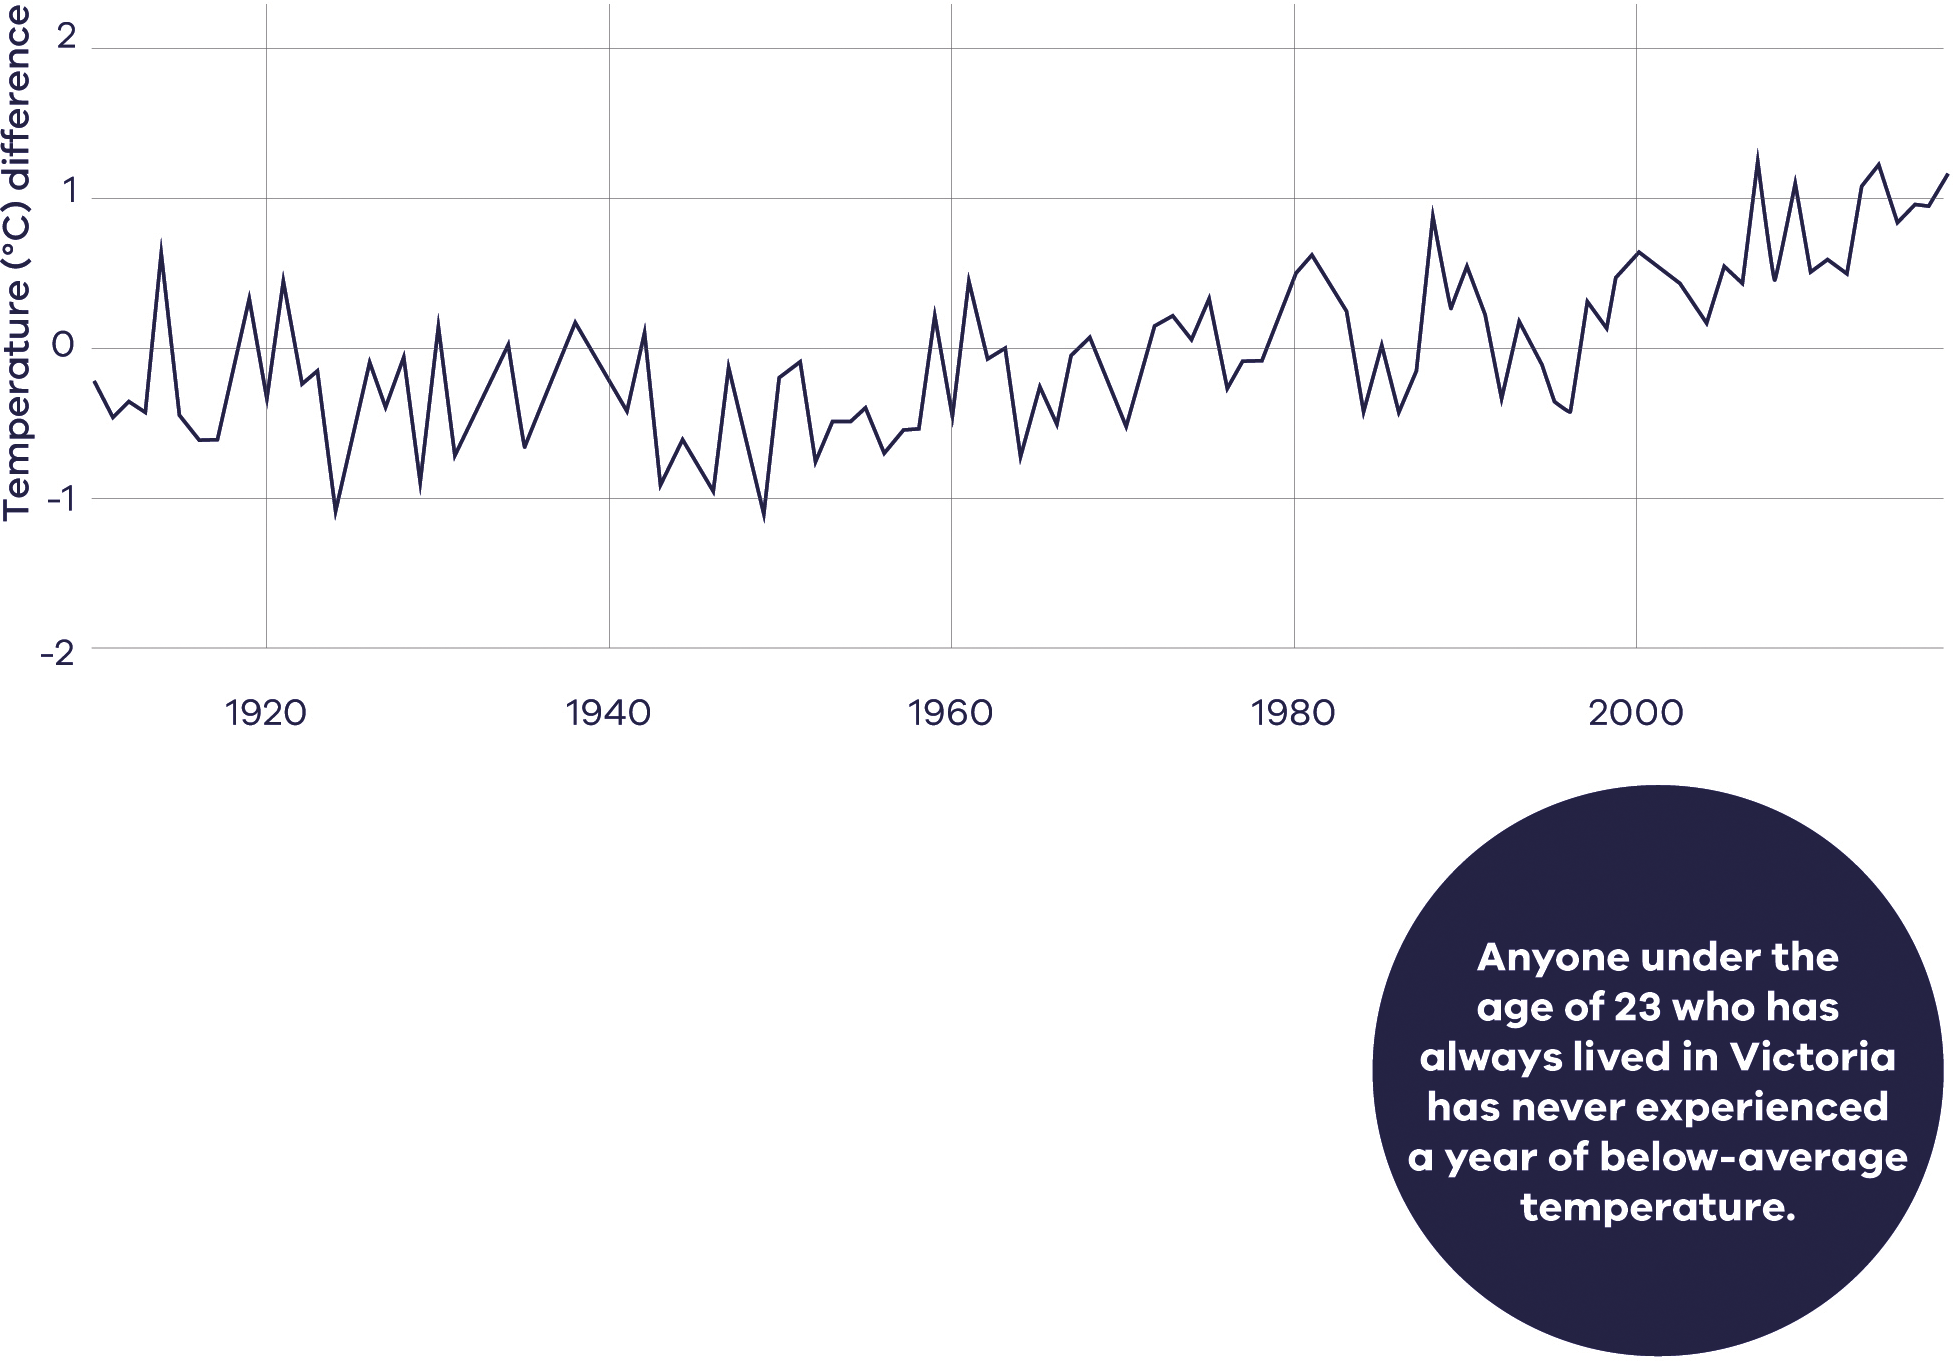 Temperature (°C) difference
2
1
0
-1
-2
1920
1940
1960
1980
2000
Anyone under the
age of 23 who has
always lived in Victoria
has never experienced
a year of below-average
temperature.